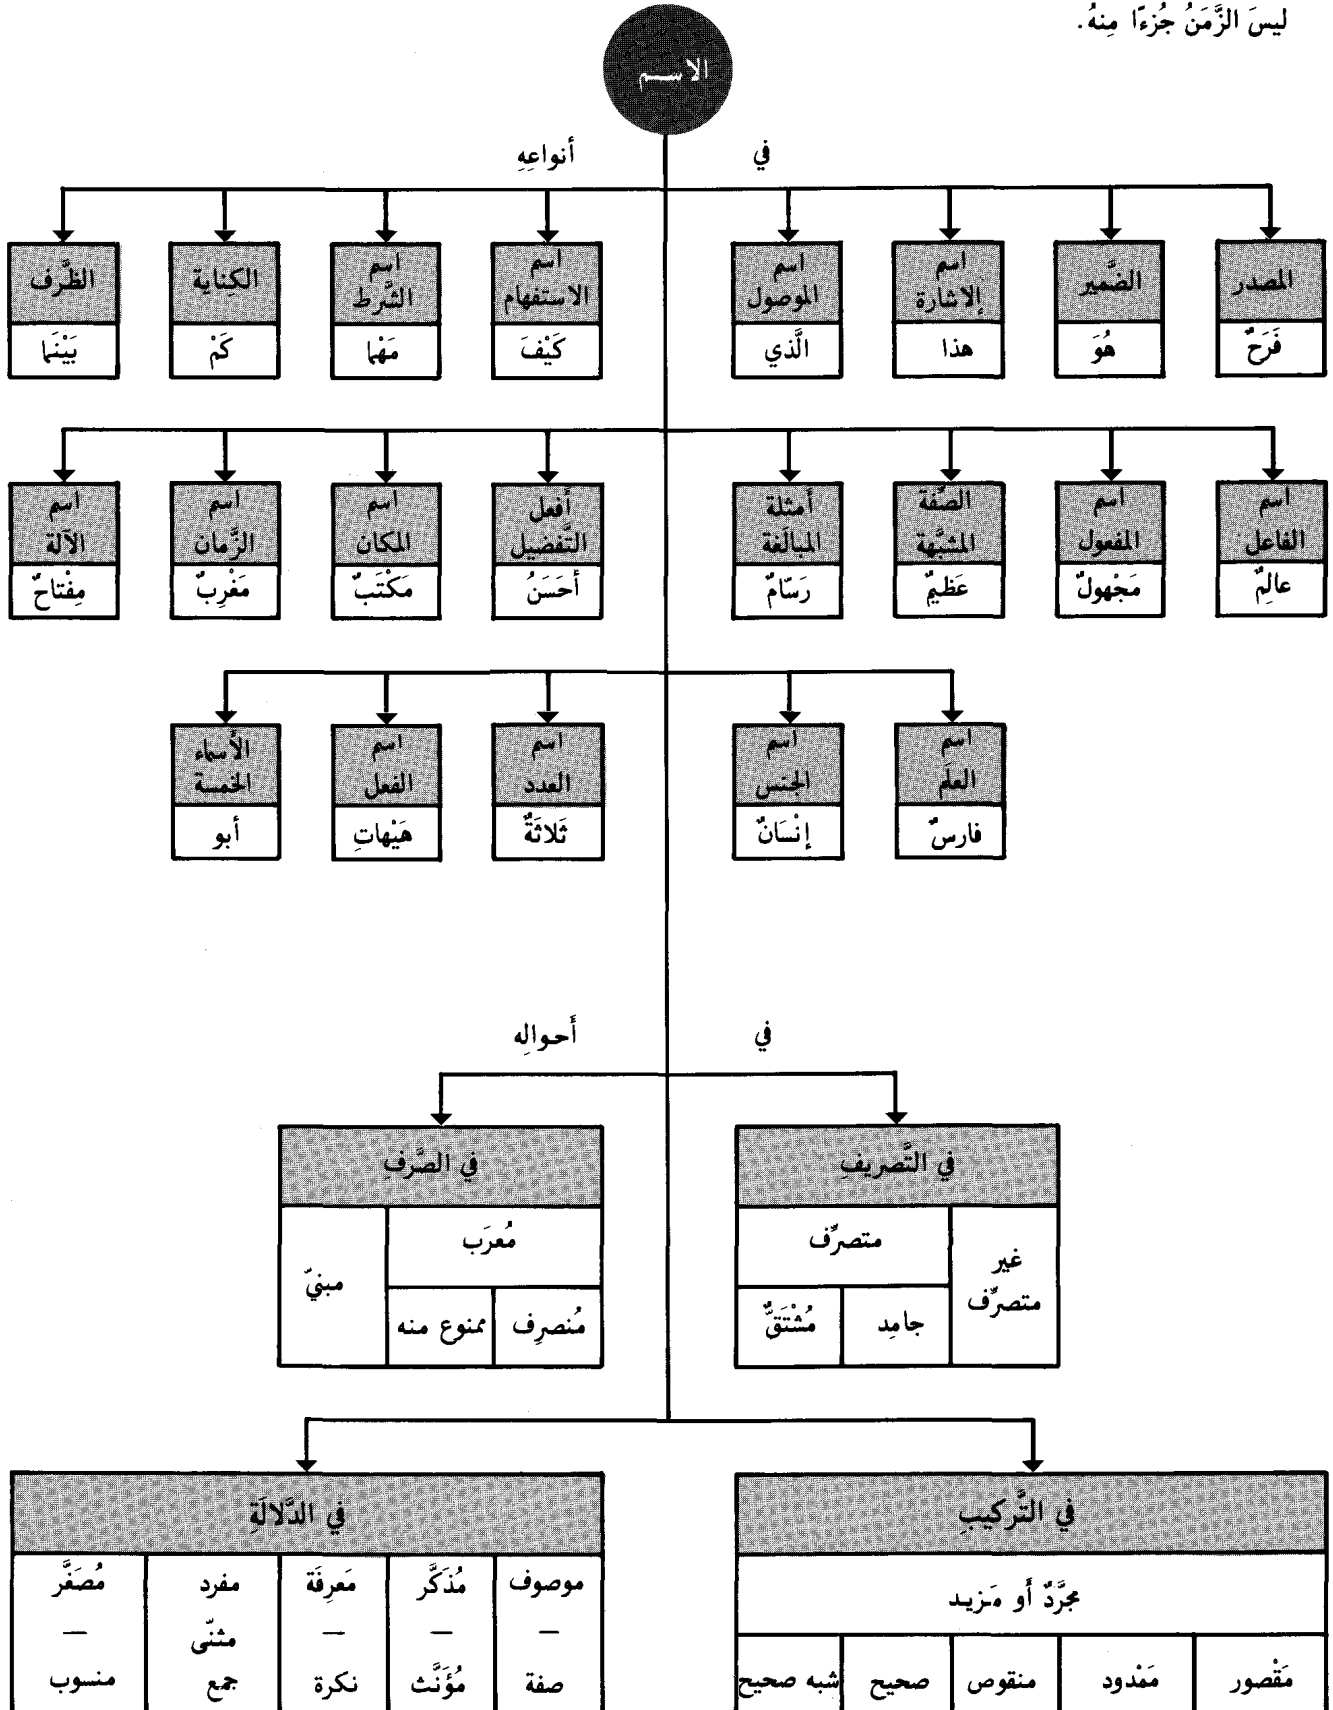 ليسَ الزَّمَنُ جُزءًا مِنهُ.
الاسم
في أنواعِهِ
المصدر
فَرَحٌ
الضَّمير
هُوَ
اسم
الإشارة
هذا
اسم
الموصول
الَّذي
اسم
الاستفهام
كَيْفَ
اسم
الشَّرط
مَهْما
الكِناية
كَمْ
الظَّرف
بَيْنَما
اسم
الفاعل
عالِمٌ
اسم
المفعول
مَجْهولٌ
الصِّفة
المشبَّهة
عَظيمٌ
أمثلة
المبالَغة
رَسّامٌ
أفعل
التَّفضيل
أحَسَنُ
اسم
المكان
مَكْتَبٌ
اسم
الزَّمان
مَغْرِبٌ
اسم
الآلة
مِفْتاحٌ
اسم
العلَم
فارسٌ
اسم
الجنس
إنْسَانٌ
اسم
العدد
ثَلاثَةٌ
اسم
الفعل
هَيْهاتِ
الأسماء
الخمسة
أبو
في أَحوالِه
في التَّصريفِ
غير
متصرِّف
متصرِّف
جامِد
مُشْتَقٌّ
في الصَّرفِ
مُعرَب
مُنصرِف
ممنوع منه
مبنيّ
في التَّركيبِ
مجرَّدٌ أَو مَزيد
مَقْصور
مَمْدود
منقوص
صحيح
شبه صحيح
في الدَّلالَةِ
موصوف
—
صفة
مُذَكَّر
—
مُؤَنَّث
مَعرِفَة
—
نكرة
مفرد
مثنّى
جمع
مُصَغَّر
—
منسوب